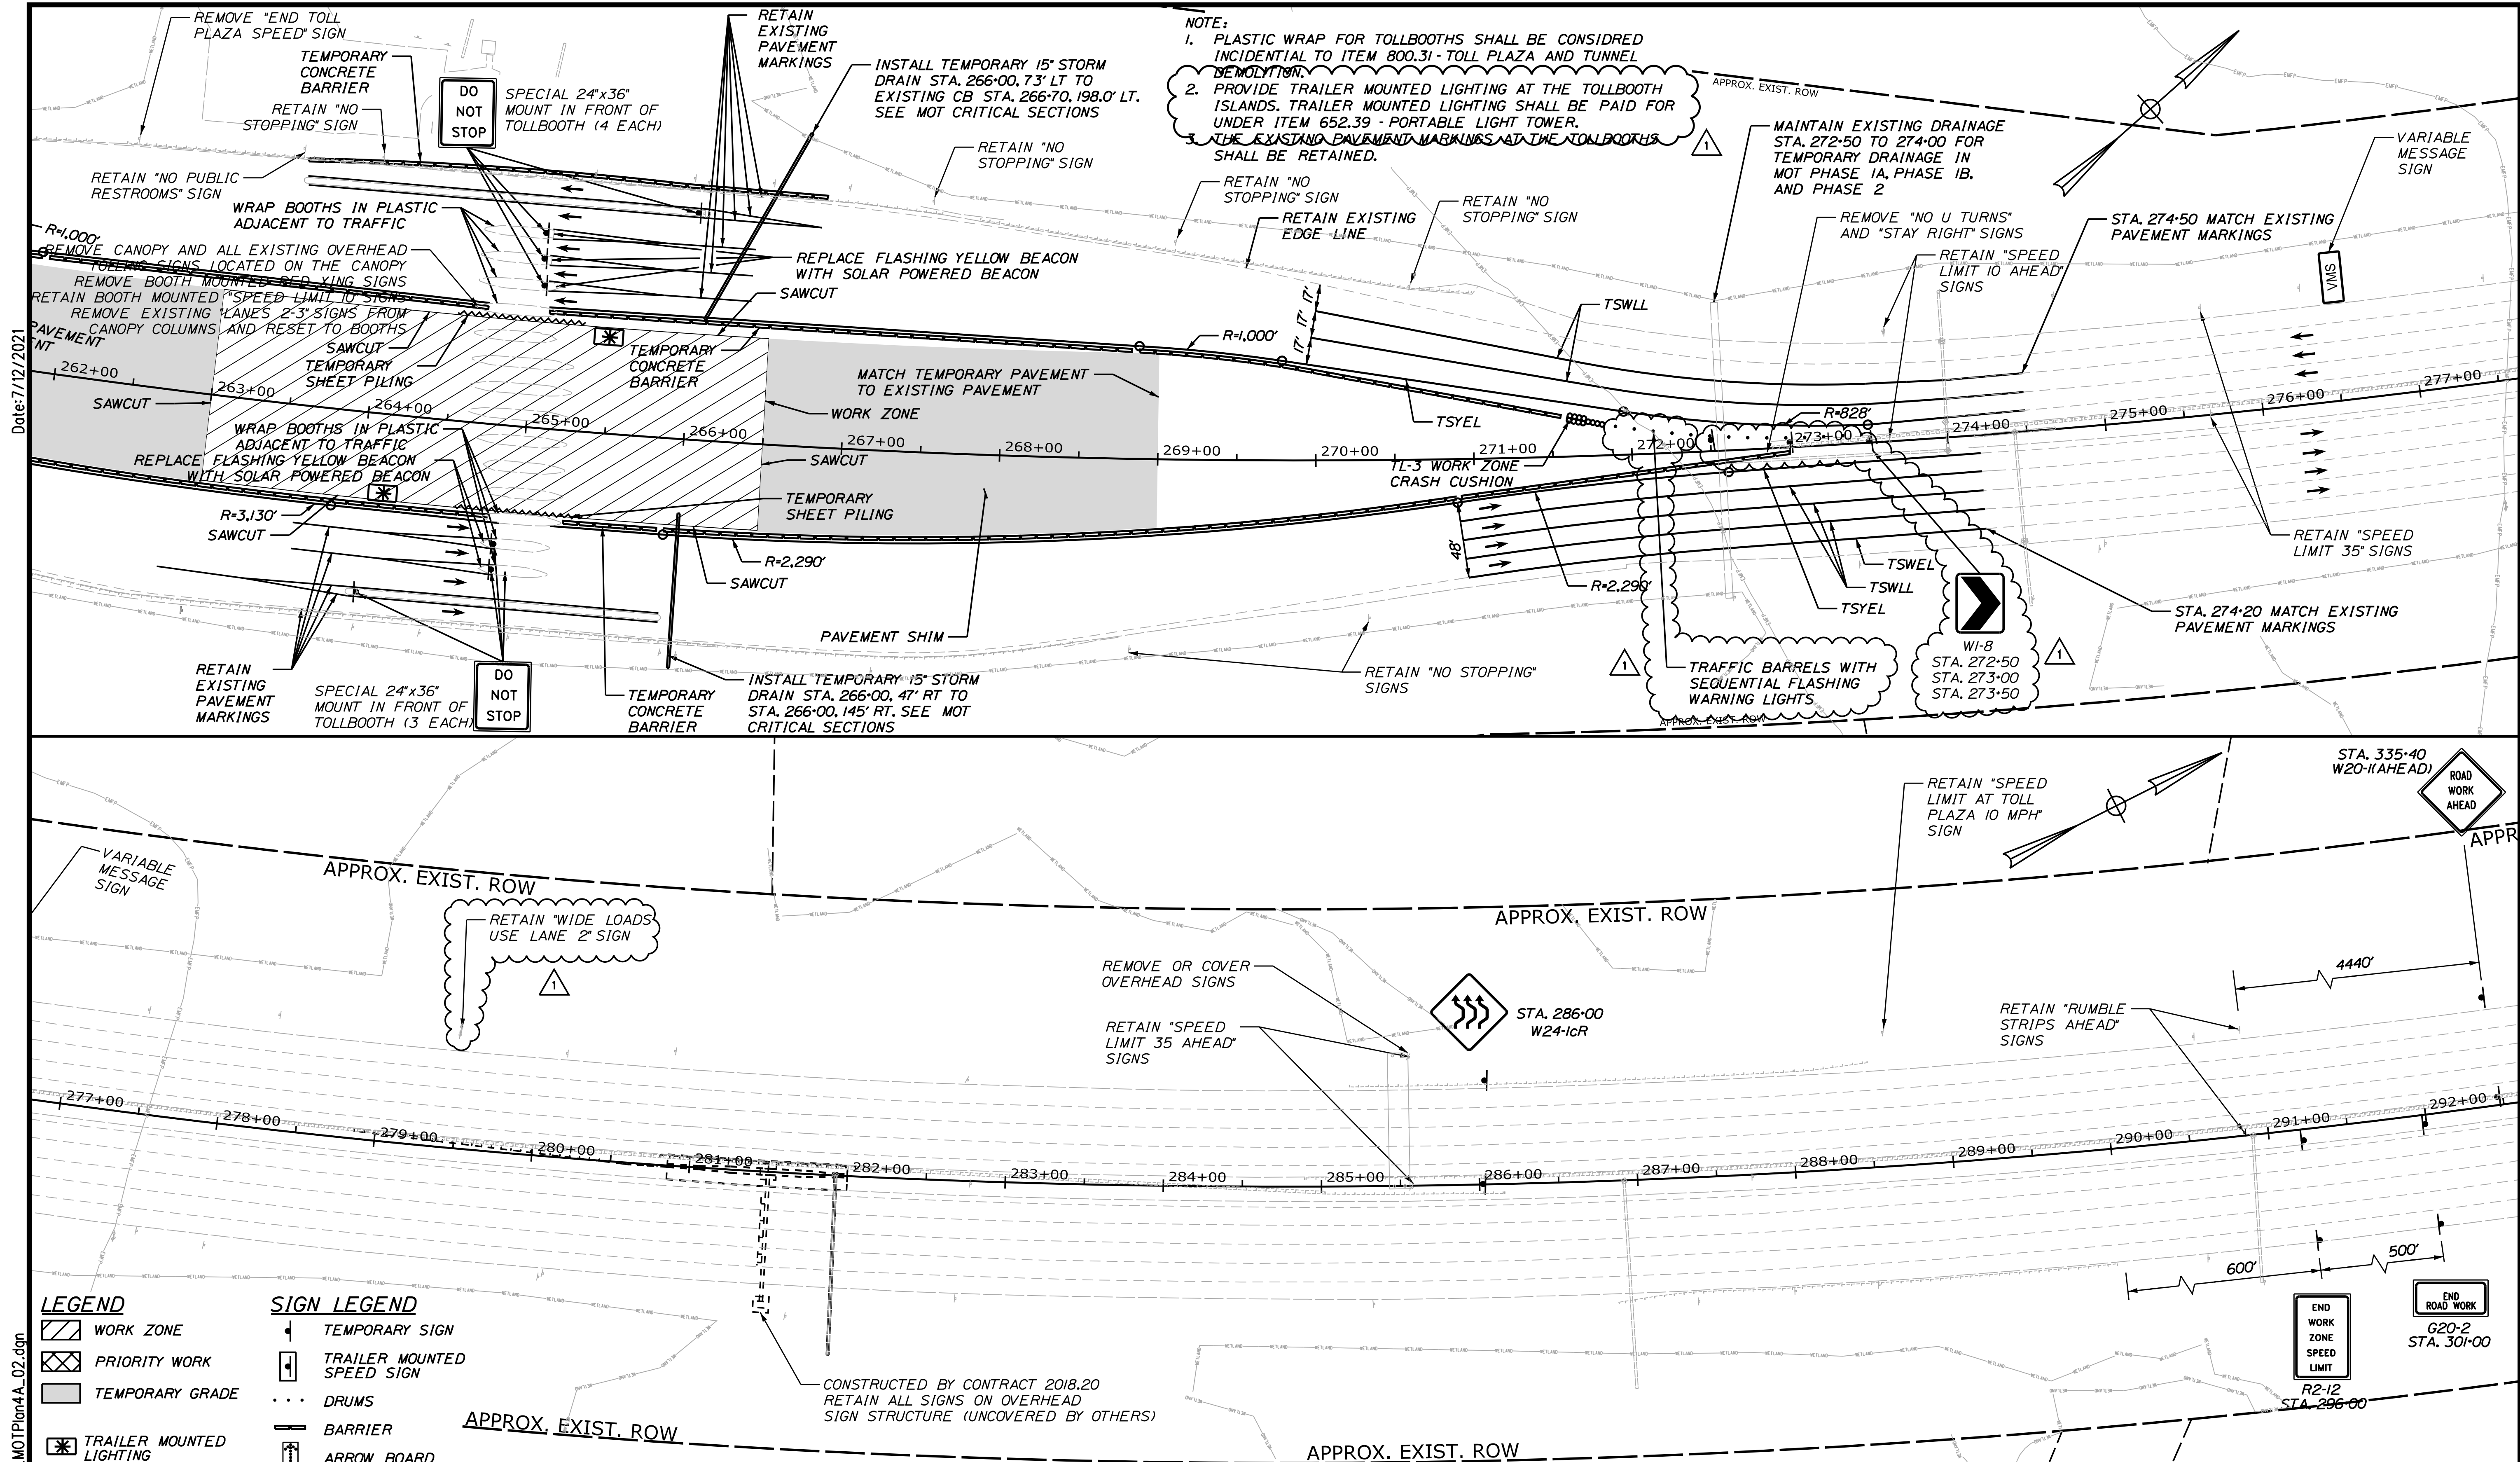 REMOVE "END TOLL
PLAZA SPEED" SIGN
TEMPORARY
CONCRETE
BARRIER
RETAIN "NO
STOPPING" SIGN
DO
NOT
STOP
SPECIAL 24"x36"
MOUNT IN FRONT OF
TOLLBOOTH (4 EACH)
RETAIN
EXISTING
PAVEMENT
MARKINGS
INSTALL TEMPORARY 15" STORM
DRAIN STA. 266+00, 73' LT TO
EXISTING CB STA. 266+70, 198.0' LT.
SEE MOT CRITICAL SECTIONS
NOTE:
1. PLASTIC WRAP FOR TOLLBOOTHS SHALL BE CONSIDRED
INCIDENTAL TO ITEM 800.31 - TOLL PLAZA AND TUNNEL
DEMOLITION.
2. PROVIDE TRAILER MOUNTED LIGHTING AT THE TOLLBOOTH
ISLANDS. TRAILER MOUNTED LIGHTING SHALL BE PAID FOR
UNDER ITEM 652.39 - PORTABLE LIGHT TOWER.
3. THE EXISTING PAVEMENT MARKINGS AT THE TOLLBOOTHS
SHALL BE RETAINED.
1
APPROX. EXIST. ROW
MAINTAIN EXISTING DRAINAGE
STA. 272+50 TO 274+00 FOR
TEMPORARY DRAINAGE IN
MOT PHASE 1A, PHASE 1B,
AND PHASE 2
VARIABLE
MESSAGE
SIGN
RETAIN "NO PUBLIC
RESTROOMS" SIGN
RETAIN "NO
STOPPING" SIGN
RETAIN "NO
STOPPING" SIGN
RETAIN EXISTING
EDGE LINE
RETAIN "NO
STOPPING" SIGN
REMOVE "NO U TURNS"
AND "STAY RIGHT" SIGNS
RETAIN "SPEED
LIMIT 10 AHEAD"
SIGNS
STA. 274+50 MATCH EXISTING
PAVEMENT MARKINGS
VMS
WRAP BOOTHS IN PLASTIC
ADJACENT TO TRAFFIC
R=1,000'
REMOVE CANOPY AND ALL EXISTING OVERHEAD
TOLLING SIGNS LOCATED ON THE CANOPY
REMOVE BOOTH MOUNTED PED XING SIGNS
RETAIN BOOTH MOUNTED "SPEED LIMIT 10 SIGNS"
REMOVE EXISTING "LANES 2-3" SIGNS FROM
CANOPY COLUMNS AND RESET TO BOOTHS
PAVEMENT
ENT
REPLACE FLASHING YELLOW BEACON
WITH SOLAR POWERED BEACON
SAWCUT
SAWCUT
TEMPORARY
SHEET PILING
TEMPORARY
CONCRETE
BARRIER
MATCH TEMPORARY PAVEMENT
TO EXISTING PAVEMENT
WORK ZONE
R=1,000'
17' 17' 17'
TSWLL
TSYEL
262+00 263+00 264+00 265+00 266+00 267+00 268+00 269+00 270+00 271+00 272+00 273+00 274+00 275+00 276+00 277+00
SAWCUT
WRAP BOOTHS IN PLASTIC
ADJACENT TO TRAFFIC
REPLACE FLASHING YELLOW BEACON
WITH SOLAR POWERED BEACON
SAWCUT
TEMPORARY
SHEET PILING
R=3,130'
SAWCUT
R=2,290'
SAWCUT
TL-3 WORK ZONE
CRASH CUSHION
R=828'
48'
R=2,290'
TSWEL
TSWLL
TSYEL
RETAIN "SPEED
LIMIT 35" SIGNS
STA. 274+20 MATCH EXISTING
PAVEMENT MARKINGS
PAVEMENT SHIM
RETAIN
EXISTING
PAVEMENT
MARKINGS
SPECIAL 24"x36"
MOUNT IN FRONT OF
TOLLBOOTH (3 EACH)
DO
NOT
STOP
TEMPORARY
CONCRETE
BARRIER
INSTALL TEMPORARY 15" STORM
DRAIN STA. 266+00, 47' RT TO
STA. 266+00, 145' RT. SEE MOT
CRITICAL SECTIONS
RETAIN "NO STOPPING"
SIGNS
1
TRAFFIC BARRELS WITH
SEQUENTIAL FLASHING
WARNING LIGHTS
APPROX. EXIST. ROW
W1-8
STA. 272+50
STA. 273+00
STA. 273+50
1
Date:7/12/2021
VARIABLE
MESSAGE
SIGN
APPROX. EXIST. ROW
RETAIN "WIDE LOADS
USE LANE 2" SIGN
1
REMOVE OR COVER
OVERHEAD SIGNS
RETAIN "SPEED
LIMIT 35 AHEAD"
SIGNS
STA. 286+00
W24-1cR
APPROX. EXIST. ROW
RETAIN "SPEED
LIMIT AT TOLL
PLAZA 10 MPH"
SIGN
STA. 335+40
W20-1(AHEAD)
ROAD
WORK
AHEAD
APPR
4440'
RETAIN "RUMBLE
STRIPS AHEAD"
SIGNS
277+00 278+00 279+00 280+00 281+00 282+00 283+00 284+00 285+00 286+00 287+00 288+00 289+00 290+00 291+00 292+00
600'
500'
END
WORK
ZONE
SPEED
LIMIT
R2-12
STA. 296+00
END
ROAD WORK
G20-2
STA. 301+00
CONSTRUCTED BY CONTRACT 2018.20
RETAIN ALL SIGNS ON OVERHEAD
SIGN STRUCTURE (UNCOVERED BY OTHERS)
APPROX. EXIST. ROW
APPROX. EXIST. ROW
LEGEND
WORK ZONE
PRIORITY WORK
TEMPORARY GRADE
TRAILER MOUNTED
LIGHTING
SIGN LEGEND
TEMPORARY SIGN
TRAILER MOUNTED
SPEED SIGN
DRUMS
BARRIER
ARROW BOARD
MOTPlan4A_02.dgn